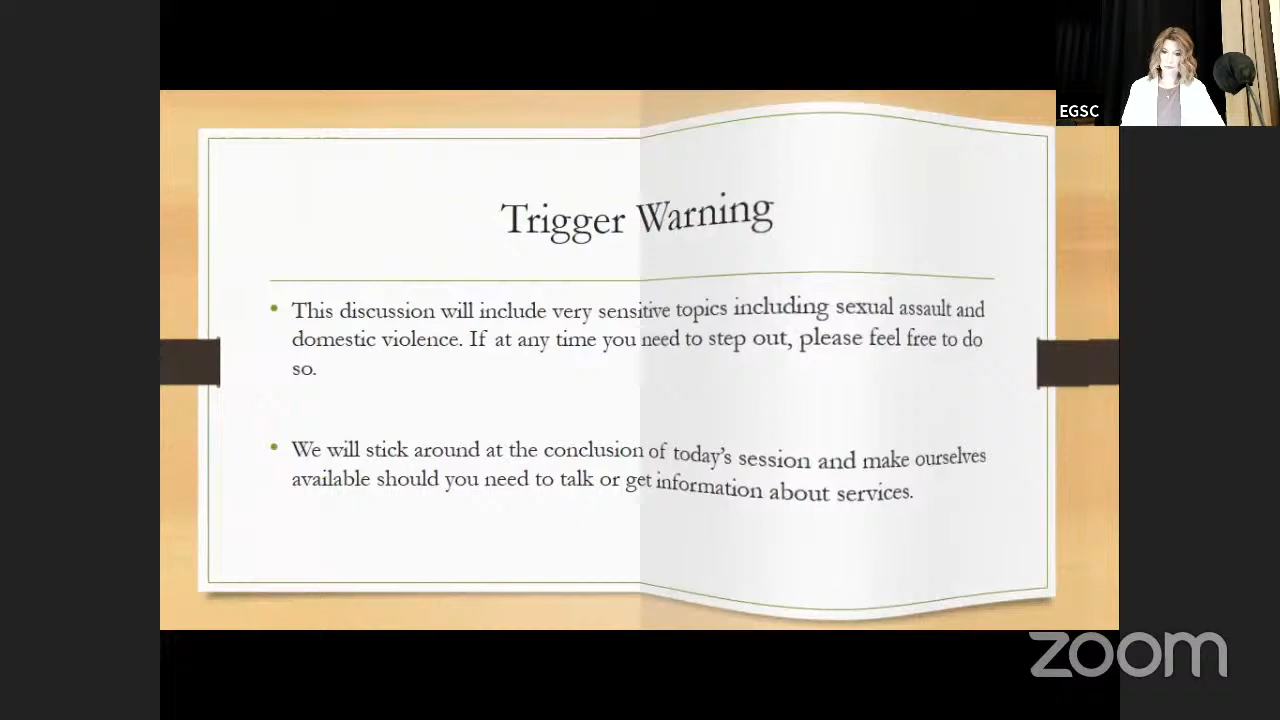 EGSC
Trigger Warning
• This discussion will include very sensitive topics including sexual assault and
domestic violence. If at any time you need to step out, please feel free to do
so.
• We will stick around at the conclusion of today's session and make ourselves
available should you need to talk or get information about services.
zoom